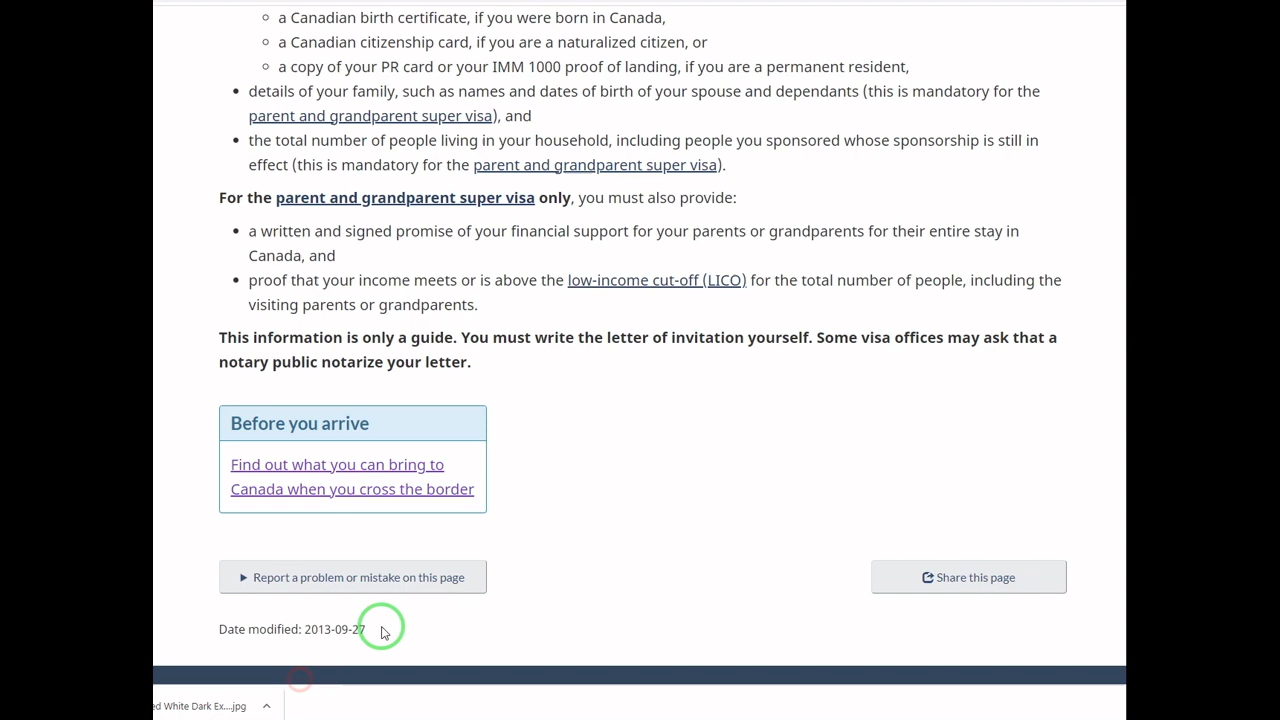 a Canadian birth certificate, if you were born in Canada,
a Canadian citizenship card, if you are a naturalized citizen, or
a copy of your PR card or your IMM 1000 proof of landing, if you are a permanent resident,
details of your family, such as names and dates of birth of your spouse and dependants (this is mandatory for the
parent and grandparent super visa), and
the total number of people living in your household, including people you sponsored whose sponsorship is still in
effect (this is mandatory for the parent and grandparent super visa).
For the parent and grandparent super visa only, you must also provide:
a written and signed promise of your financial support for your parents or grandparents for their entire stay in
Canada, and
proof that your income meets or is above the low-income cut-off (LICO) for the total number of people, including the
visiting parents or grandparents.
This information is only a guide. You must write the letter of invitation yourself. Some visa offices may ask that a
notary public notarize your letter.
Before you arrive
Find out what you can bring to
Canada when you cross the border
Report a problem or mistake on this page
Share this page
Date modified: 2013-09-27
ed White Dark Ex....jpg